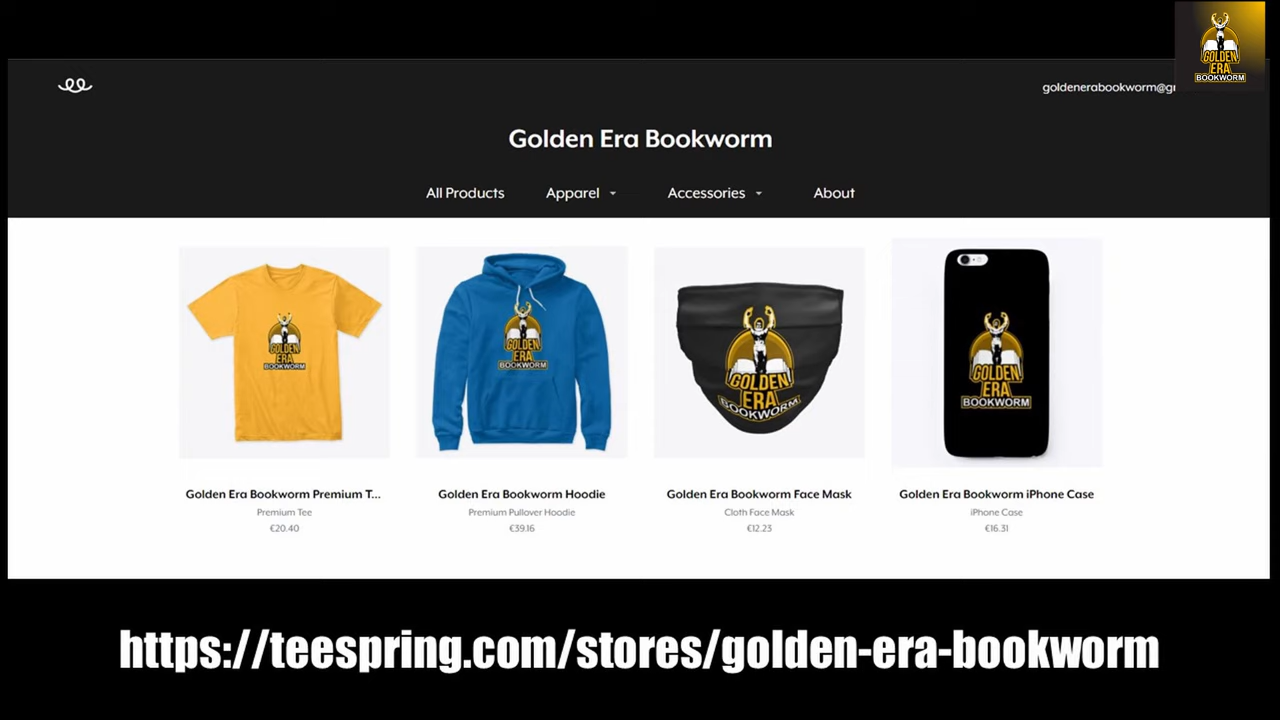 GOLDEN
ERA
BOOKWORM
goldenerabookworm@g
Golden Era Bookworm
All Products
Apparel
Accessories
About
GOLDEN
ERA
BOOKWORM
GOLDEN
ERA
BOOKWORM
GOLDEN
ERA
BOOKWORM
GOLDEN
ERA
BOOKWORM
Golden Era Bookworm Premium T...
Premium Tee
€20.40
Golden Era Bookworm Hoodie
Premium Pullover Hoodie
€39.16
Golden Era Bookworm Face Mask
Cloth Face Mask
€12.23
Golden Era Bookworm iPhone Case
iPhone Case
€16.31
https://teespring.com/stores/golden-era-bookworm